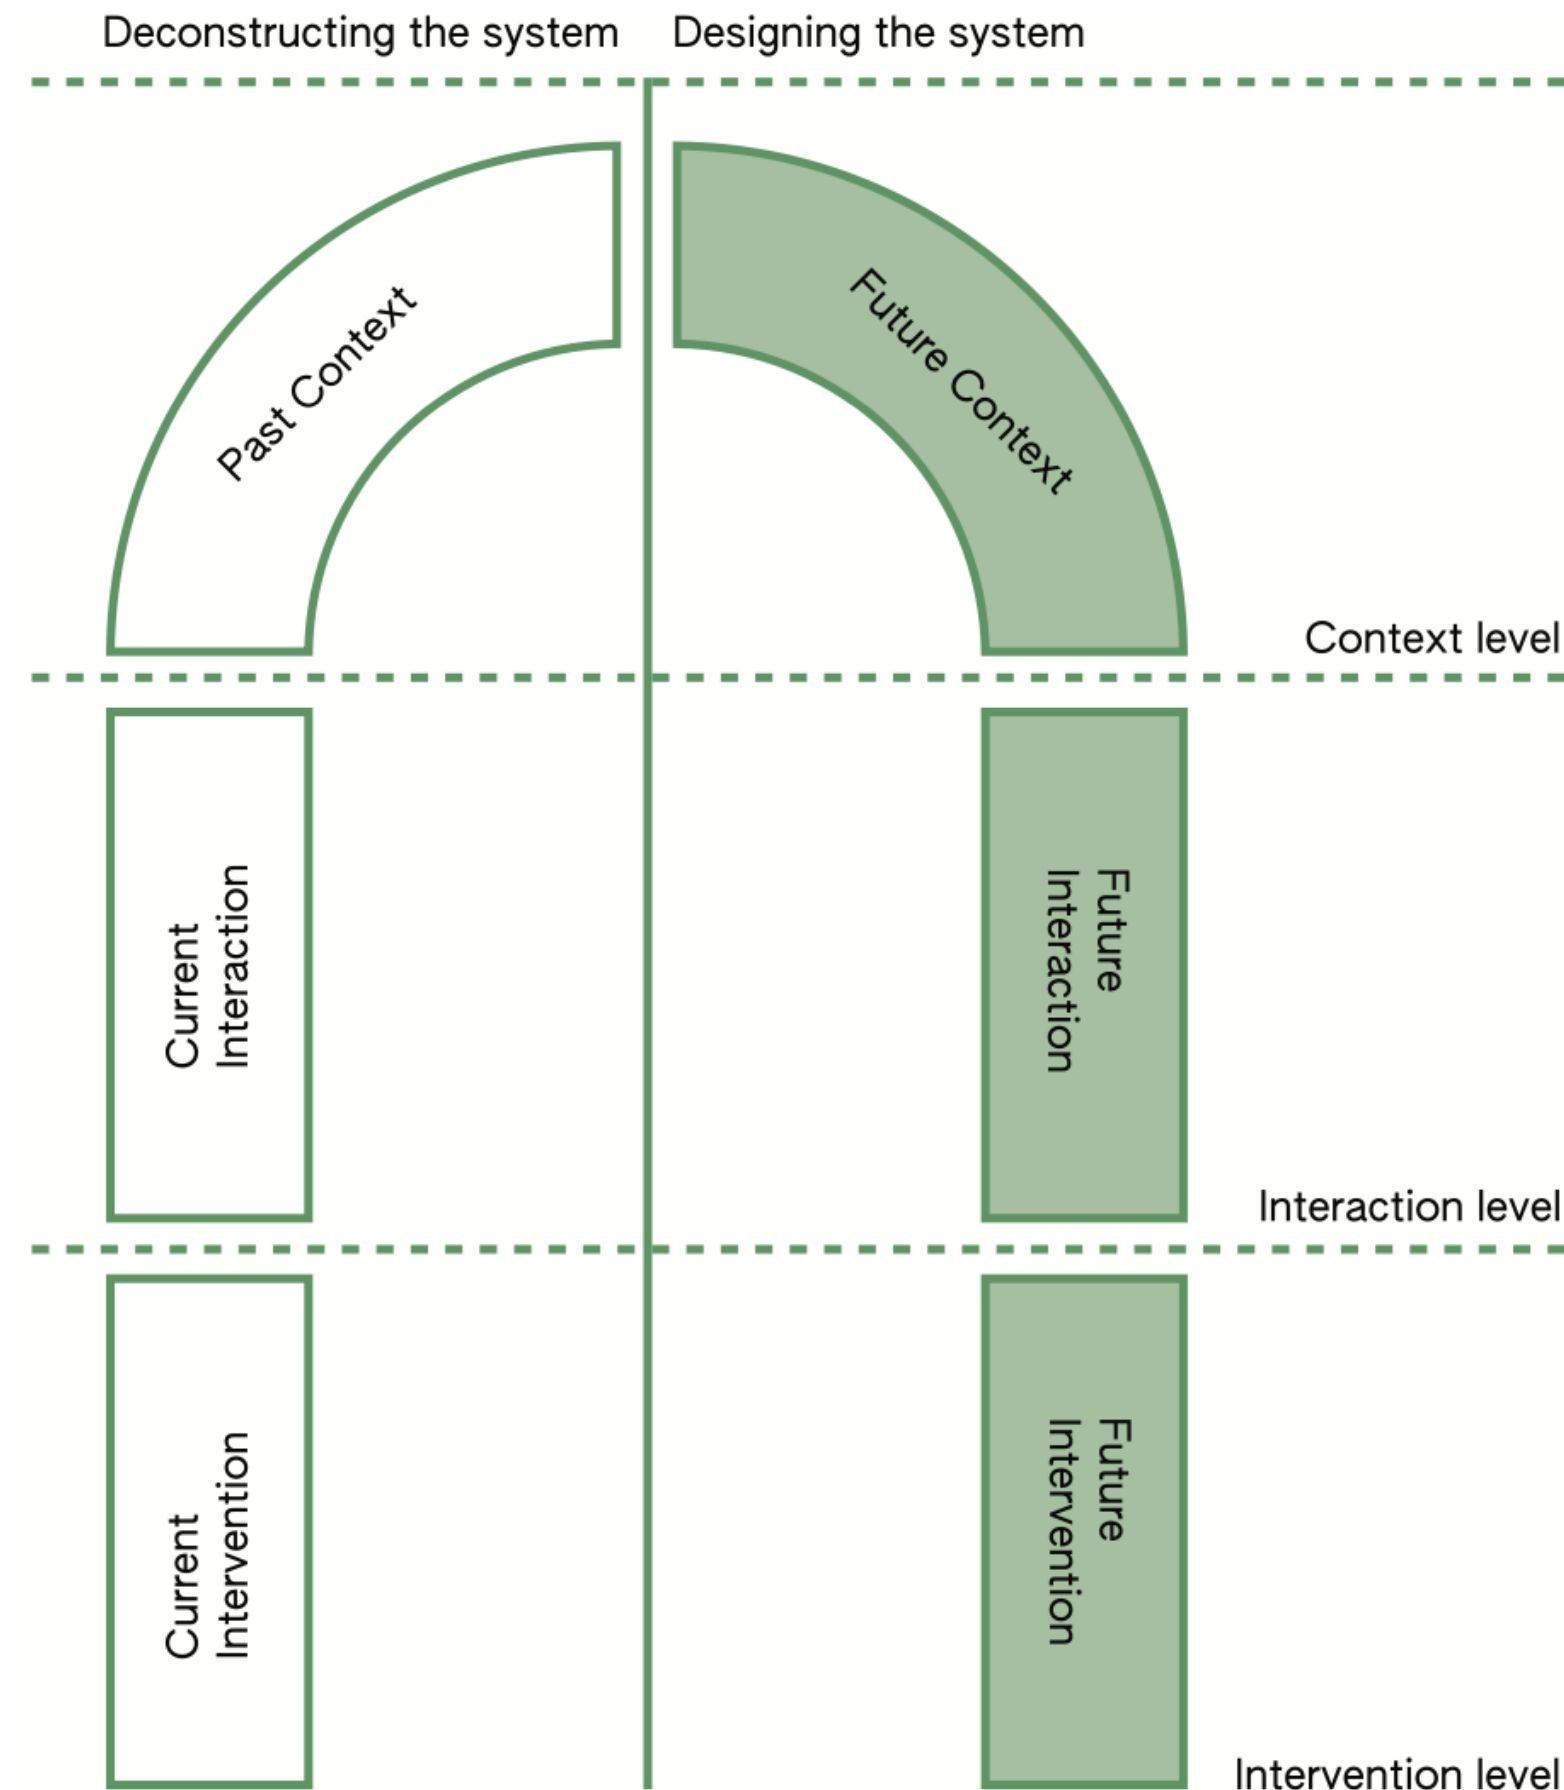 Deconstructing the system
Designing the system
Past Context
Future Context
Context level
Current
Interaction
Future
Interaction
Interaction level
Current
Intervention
Future
Intervention
Intervention level